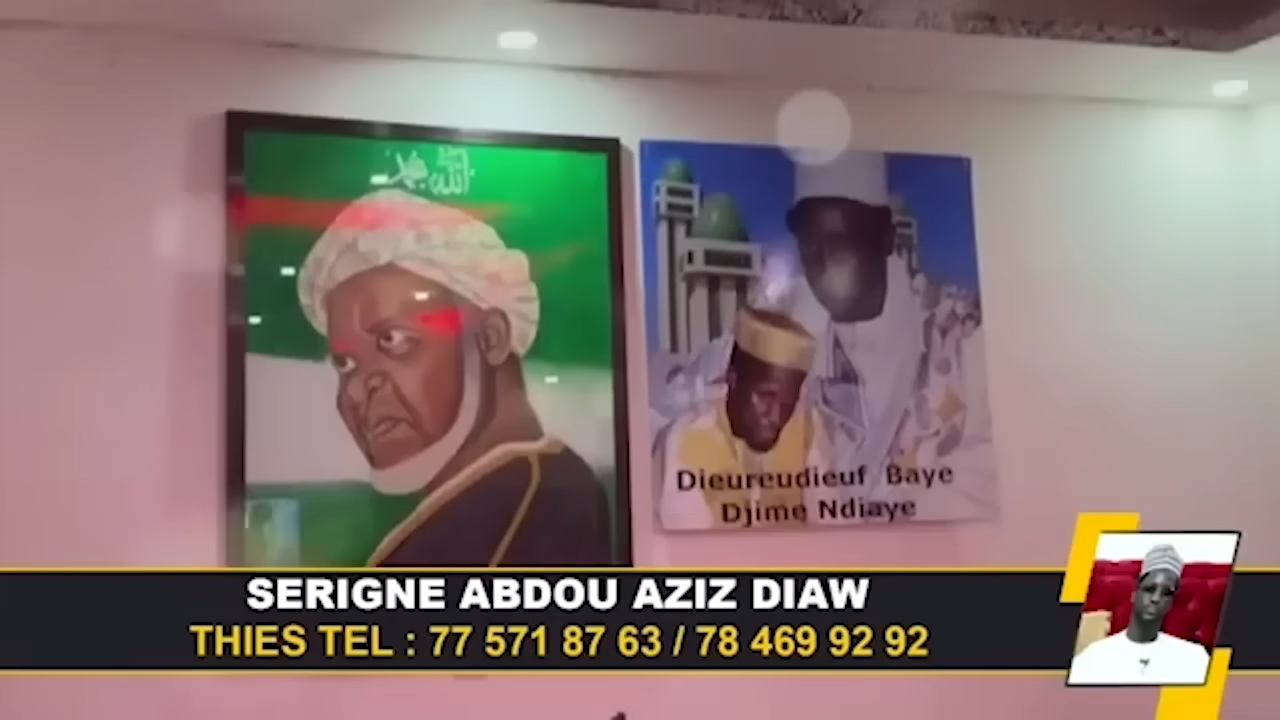 الله محمد
Dieureudieuf Baye
Djime Ndiaye
SERIGNE ABDOU AZIZ DIAW
THIES TEL : 77 571 87 63 / 78 469 92 92